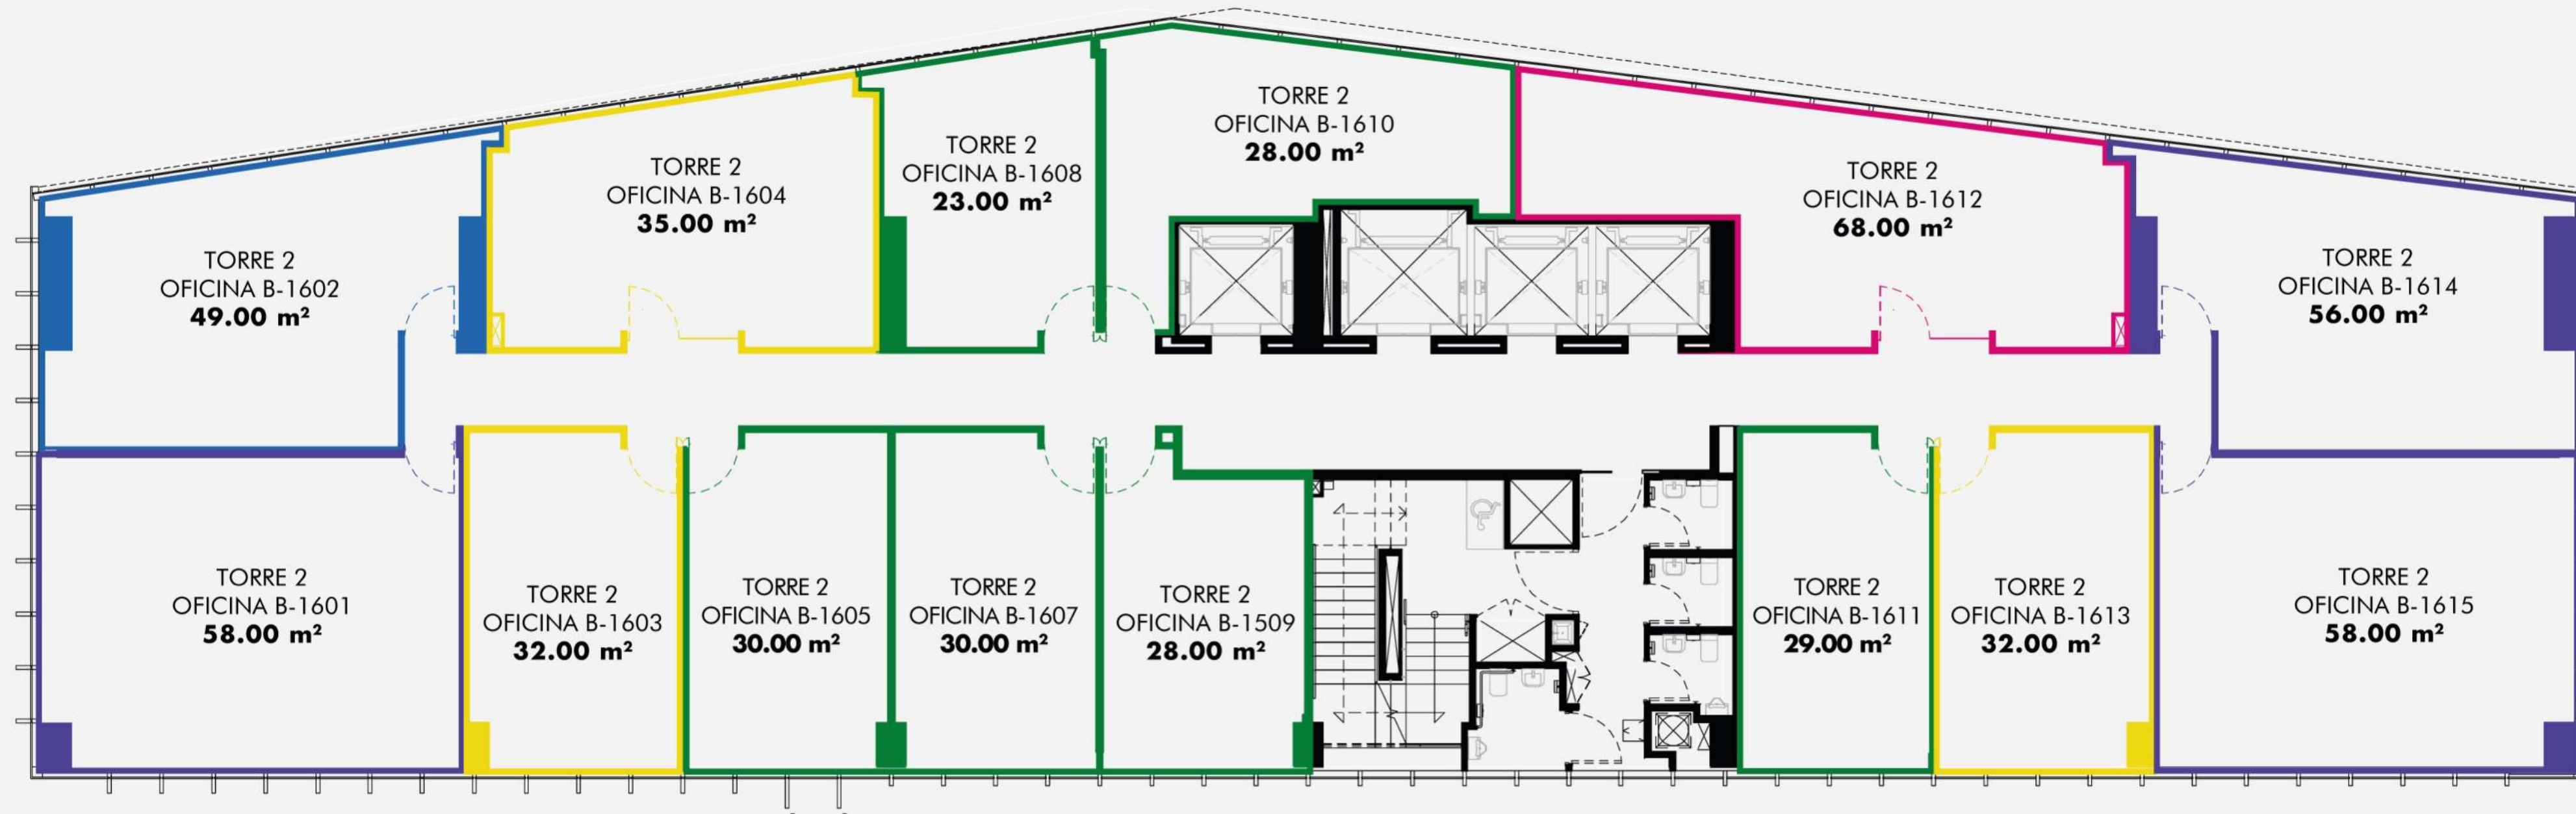 TORRE 2
OFICINA B-1602
49.00 m²
TORRE 2
OFICINA B-1604
35.00 m²
TORRE 2
OFICINA B-1608
23.00 m²
TORRE 2
OFICINA B-1610
28.00 m²
TORRE 2
OFICINA B-1612
68.00 m²
TORRE 2
OFICINA B-1614
56.00 m²
TORRE 2
OFICINA B-1601
58.00 m²
TORRE 2
OFICINA B-1603
32.00 m²
TORRE 2
OFICINA B-1605
30.00 m²
TORRE 2
OFICINA B-1607
30.00 m²
TORRE 2
OFICINA B-1509
28.00 m²
TORRE 2
OFICINA B-1611
29.00 m²
TORRE 2
OFICINA B-1613
32.00 m²
TORRE 2
OFICINA B-1615
58.00 m²